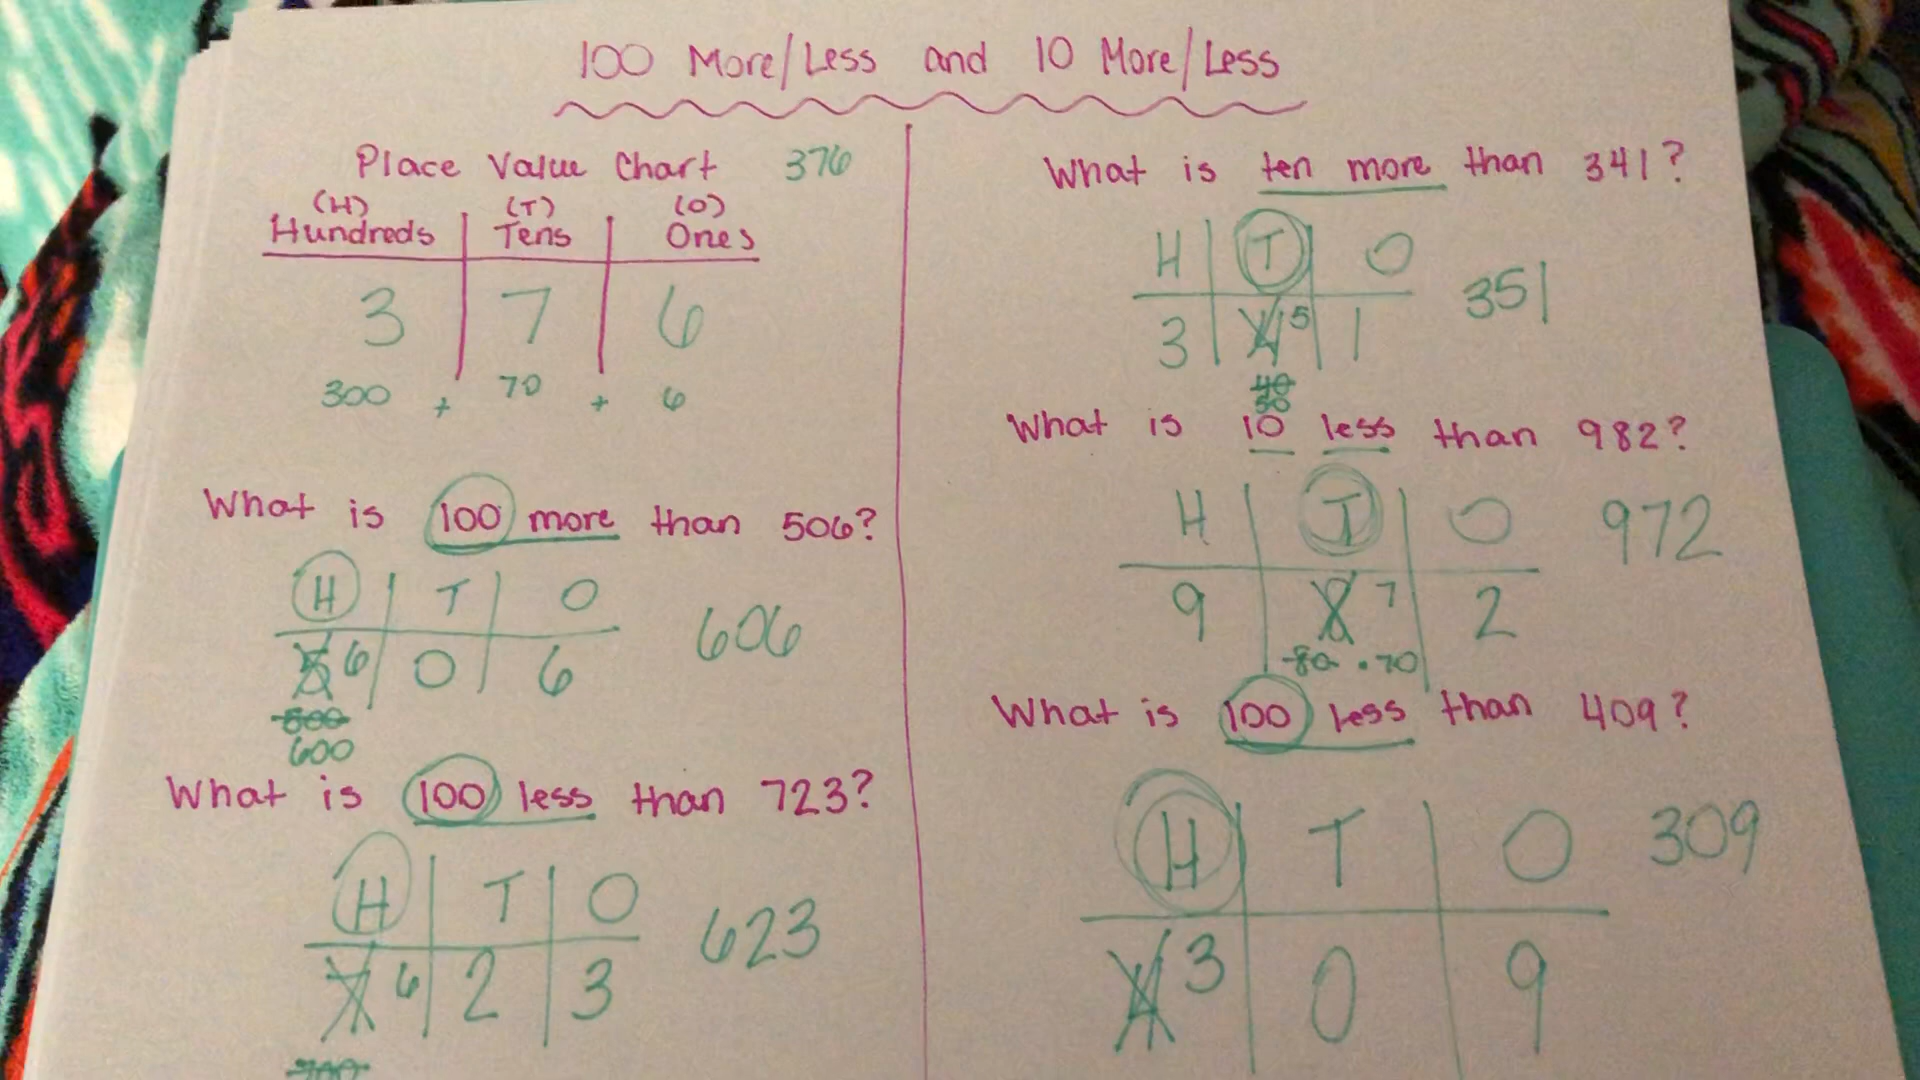 100 More/Less and 10 More/Less
Place Value Chart 376
(H) (T) (O)
Hundreds Tens Ones
3 7 6
300 + 70 + 6
What is 100 more than 506?
H T O
5 6 0 6 606
500
600
What is 100 less than 723?
H T O
7 6 2 3 623
700
What is ten more than 341?
H T O
3 4 5 1 351
40
50
What is 10 less than 982?
H T O 972
9 8 7 2
80 . 70
What is 100 less than 409?
H T O 309
4 3 0 9